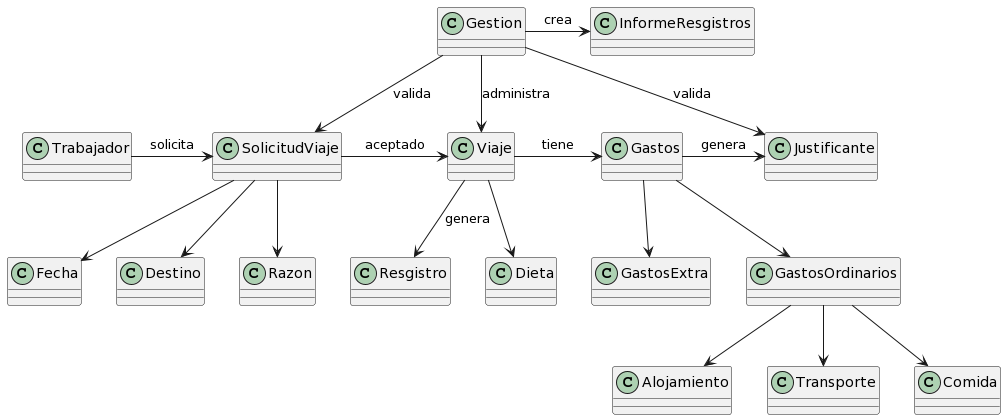 C Gestion
crea
C InformeResgistros
valida
administra
valida
C Trabajador
solicita
C SolicitudViaje
aceptado
C Viaje
tiene
C Gastos
genera
C Justificante
genera
C Fecha
C Destino
C Razon
C Resgistro
C Dieta
C GastosExtra
C GastosOrdinarios
C Alojamiento
C Transporte
C Comida